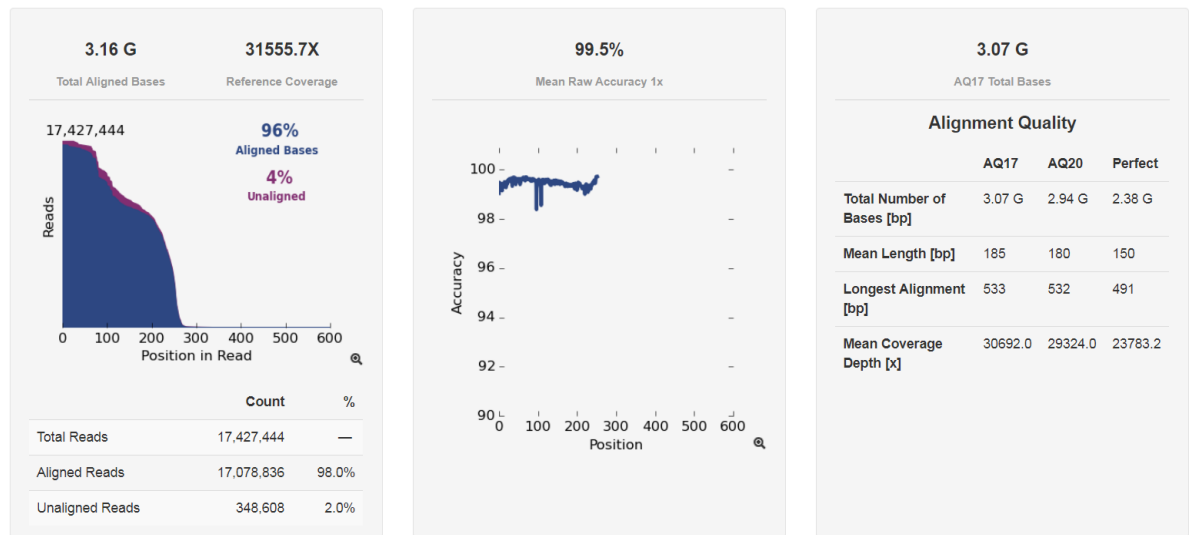 3.16 G
Total Aligned Bases
31555.7X
Reference Coverage
17,427,444
96%
Aligned Bases
4%
Unaligned
Reads
0 100 200 300 400 500 600
Position in Read
Count %
Total Reads 17,427,444 —
Aligned Reads 17,078,836 98.0%
Unaligned Reads 348,608 2.0%
99.5%
Mean Raw Accuracy 1x
100
98
96
94
92
90
Accuracy
0 100 200 300 400 500 600
Position
3.07 G
AQ17 Total Bases
Alignment Quality
AQ17 AQ20 Perfect
Total Number of 3.07 G 2.94 G 2.38 G
Bases [bp]
Mean Length [bp] 185 180 150
Longest Alignment 533 532 491
[bp]
Mean Coverage 30692.0 29324.0 23783.2
Depth [x]